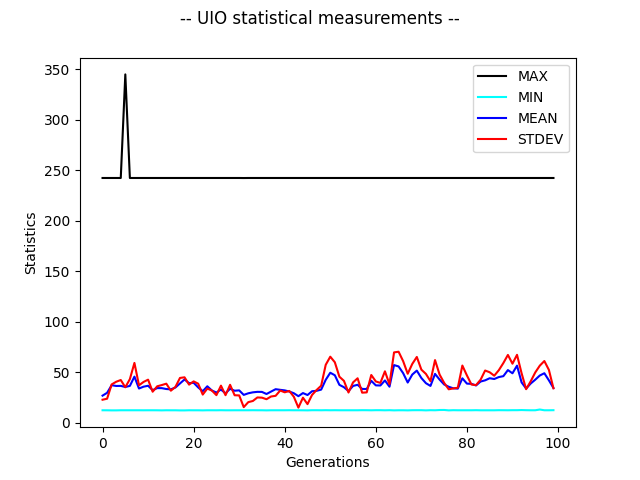 -- UIO statistical measurements --
MAX
MIN
MEAN
STDEV
350
300
250
200
150
100
50
0
Statistics
0 20 40 60 80 100
Generations